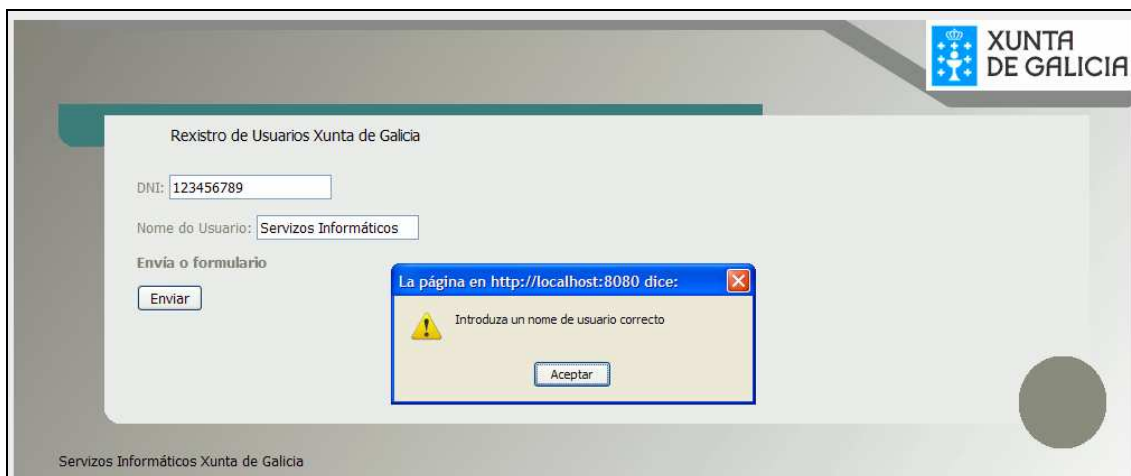 XUNTA
DE GALICIA
Rexistro de Usuarios Xunta de Galicia
DNI: 123456789
Nome do Usuario: Servizos Informáticos
Envía o formulario
Enviar
La página en http://localhost:8080 dice:
Introduza un nome de usuario correcto
Aceptar
Servizos Informáticos Xunta de Galicia